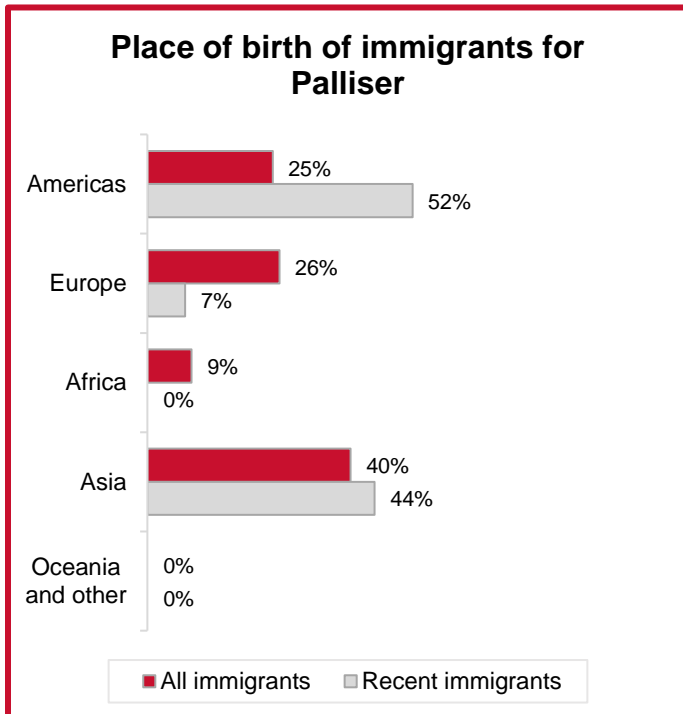 Place of birth of immigrants for
Palliser
Americas
25%
52%
Europe
26%
7%
Africa
9%
0%
Asia
40%
44%
Oceania
and other
0%
0%
All immigrants
Recent immigrants